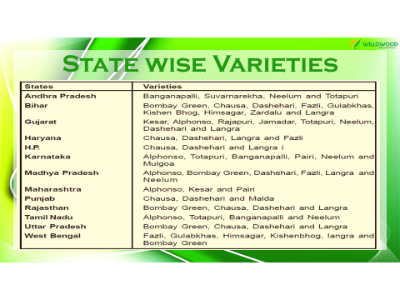 WILLOWOOD
STATE WISE VARIETIES
States Varieties
Andhra Pradesh Banganapalli, Suvarnarekha, Neelum and Totapuri
Bihar Bombay Green, Chausa, Dashehari, Fazli, Gulabkhas,
Kishen Bhog, Himsagar, Zardalu and Langra
Gujarat Kesar, Alphonso, Rajapuri, Jamadar, Totapuri, Neelum,
Dashehari and Langra
Haryana Chausa, Dashehari, Langra and Fazli
H.P. Chausa, Dashehari and Langra i
Karnataka Alphonso, Totapuri, Banganapalli, Pairi, Neelum and
Mulgoa
Madhya Pradesh Alphonso, Bombay Green, Dashehari, Fazli, Langra and
Neelum
Maharashtra Alphonso, Kesar and Pairi
Punjab Chausa, Dashehari and Malda
Rajasthan Bombay Green, Chausa, Dashehari and Langra
Tamil Nadu Alphonso, Totapuri, Banganapalli and Neelum
Uttar Pradesh Bombay Green, Chausa, Dashehari and Langra
West Bengal Fazli, Gulabkhas, Himsagar, Kishenbhog, langra and
Bombay Green